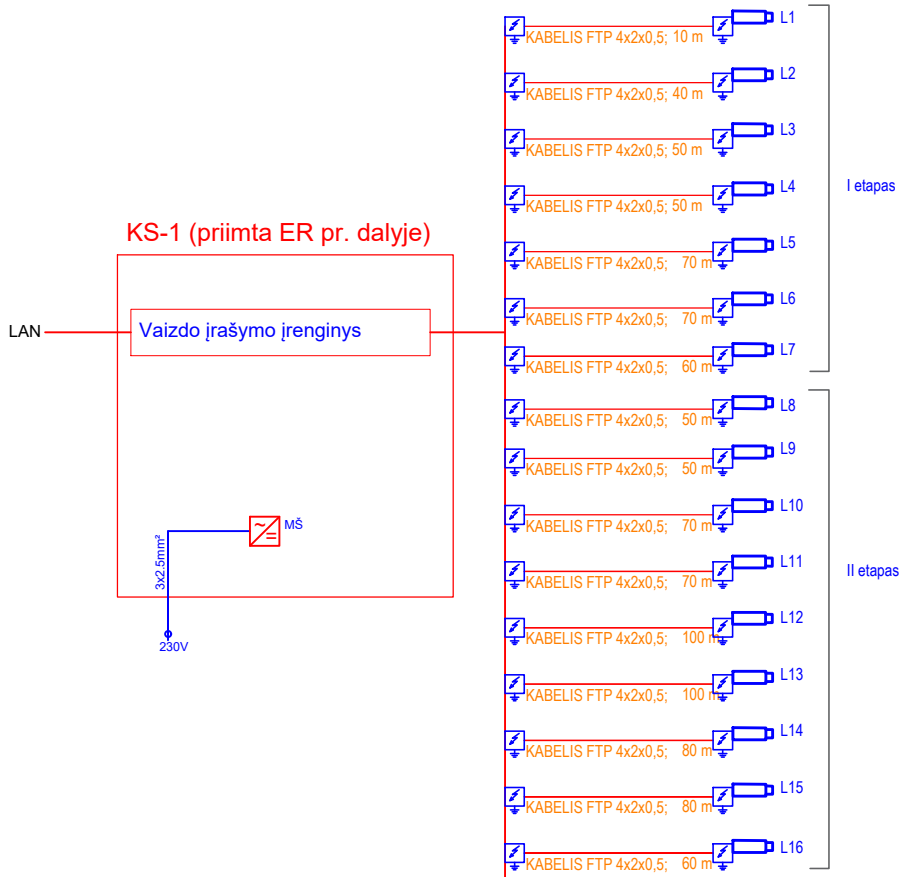 L1
KABELIS FTP 4x2x0,5; 10 m
L2
KABELIS FTP 4x2x0,5; 40 m
L3
KABELIS FTP 4x2x0,5; 50 m
L4
KABELIS FTP 4x2x0,5; 50 m
I etapas
L5
KABELIS FTP 4x2x0,5; 70 m
L6
KABELIS FTP 4x2x0,5; 70 m
L7
KABELIS FTP 4x2x0,5; 60 m
KS-1 (priimta ER pr. dalyje)
LAN
Vaizdo įrašymo įrenginys
MŠ
3x2.5mm²
230V
L8
KABELIS FTP 4x2x0,5; 50 m
L9
KABELIS FTP 4x2x0,5; 50 m
L10
KABELIS FTP 4x2x0,5; 70 m
L11
KABELIS FTP 4x2x0,5; 70 m
II etapas
L12
KABELIS FTP 4x2x0,5; 100 m
L13
KABELIS FTP 4x2x0,5; 100 m
L14
KABELIS FTP 4x2x0,5; 80 m
L15
KABELIS FTP 4x2x0,5; 80 m
L16
KABELIS FTP 4x2x0,5; 60 m